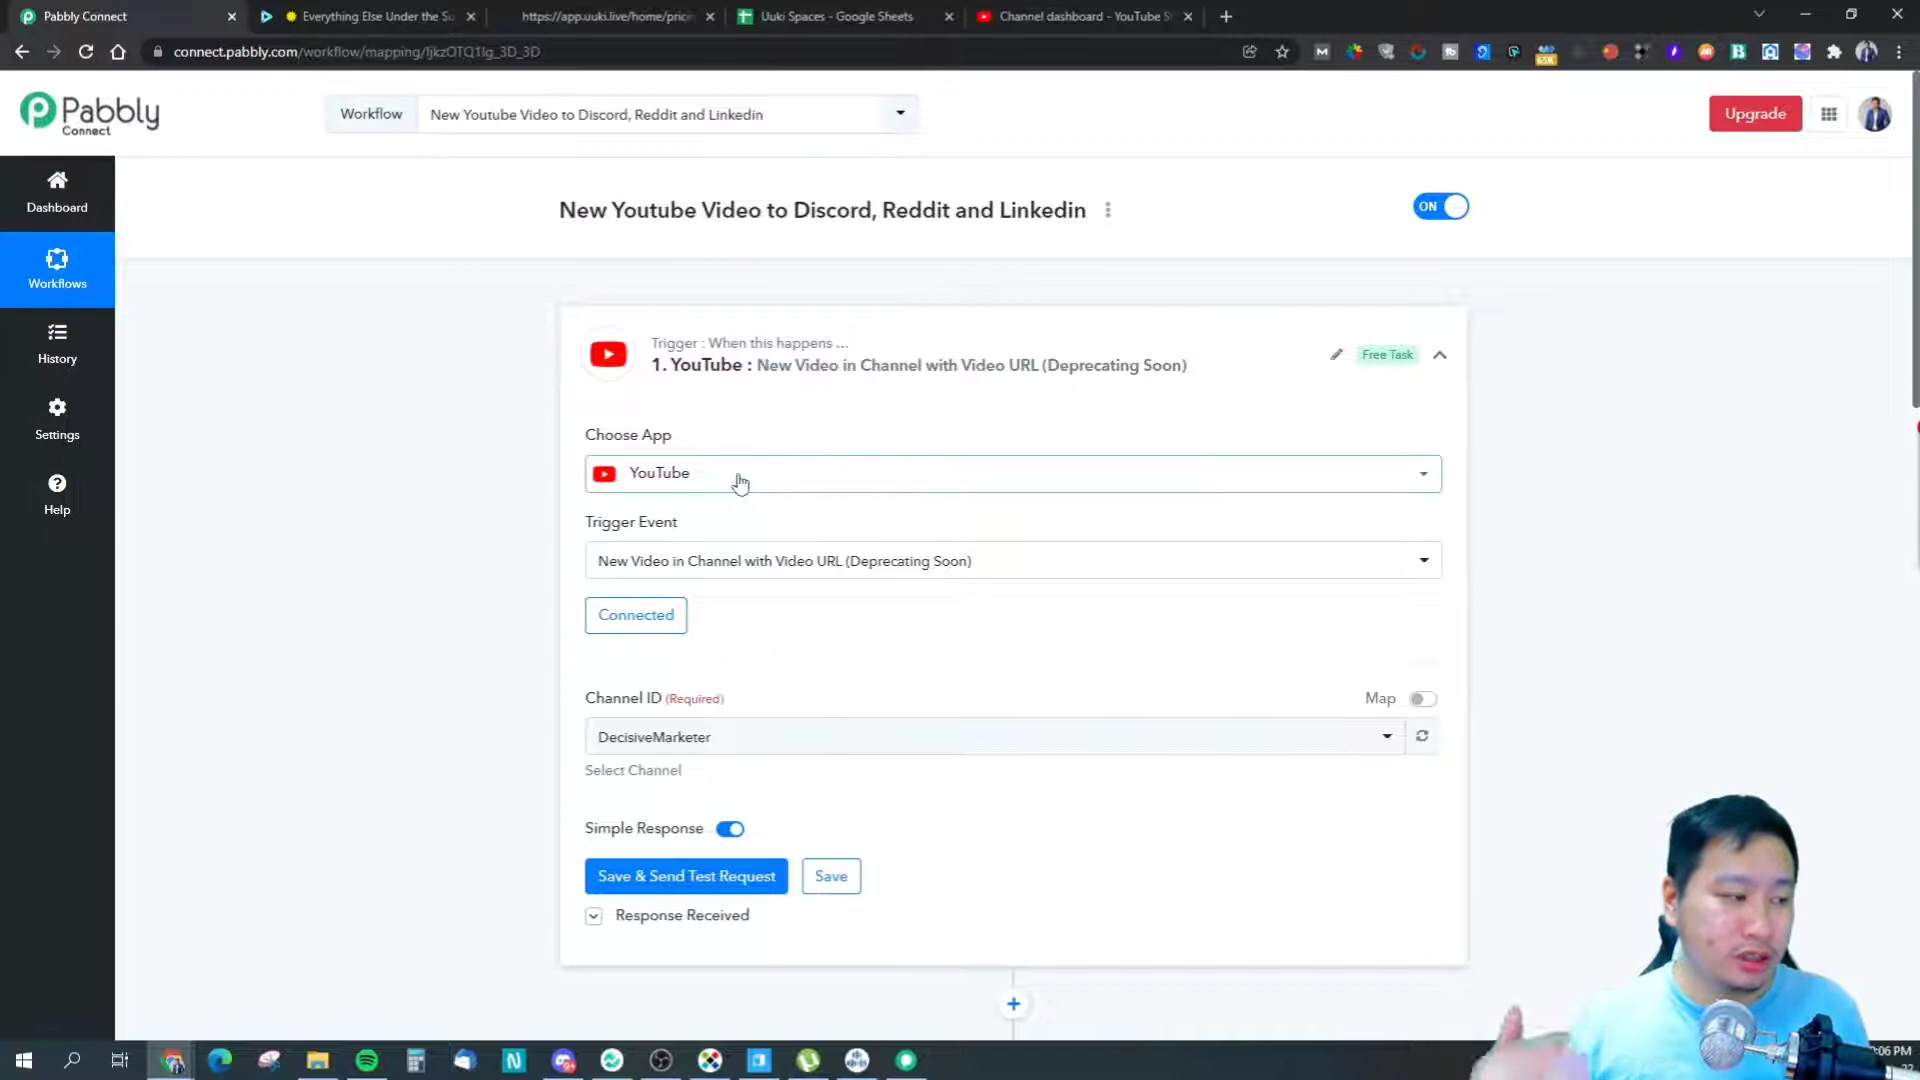 Pabbly Connect
Everything Else Under the Su
https://app.uuki.live/home/price
Uuki Spaces - Google Sheets
Channel dashboard - YouTube S
connect.pabbly.com/workflow/mapping/IjkzOTQ1Ig_3D_3D
Pabbly
Connect
Workflow
New Youtube Video to Discord, Reddit and Linkedin
Upgrade
Dashboard
Workflows
History
Settings
Help
New Youtube Video to Discord, Reddit and Linkedin
ON
Trigger : When this happens ...
1. YouTube : New Video in Channel with Video URL (Deprecating Soon)
Free Task
Choose App
YouTube
Trigger Event
New Video in Channel with Video URL (Deprecating Soon)
Connected
Channel ID (Required)
Map
DecisiveMarketer
Select Channel
Simple Response
Save & Send Test Request
Save
Response Received
:06 PM